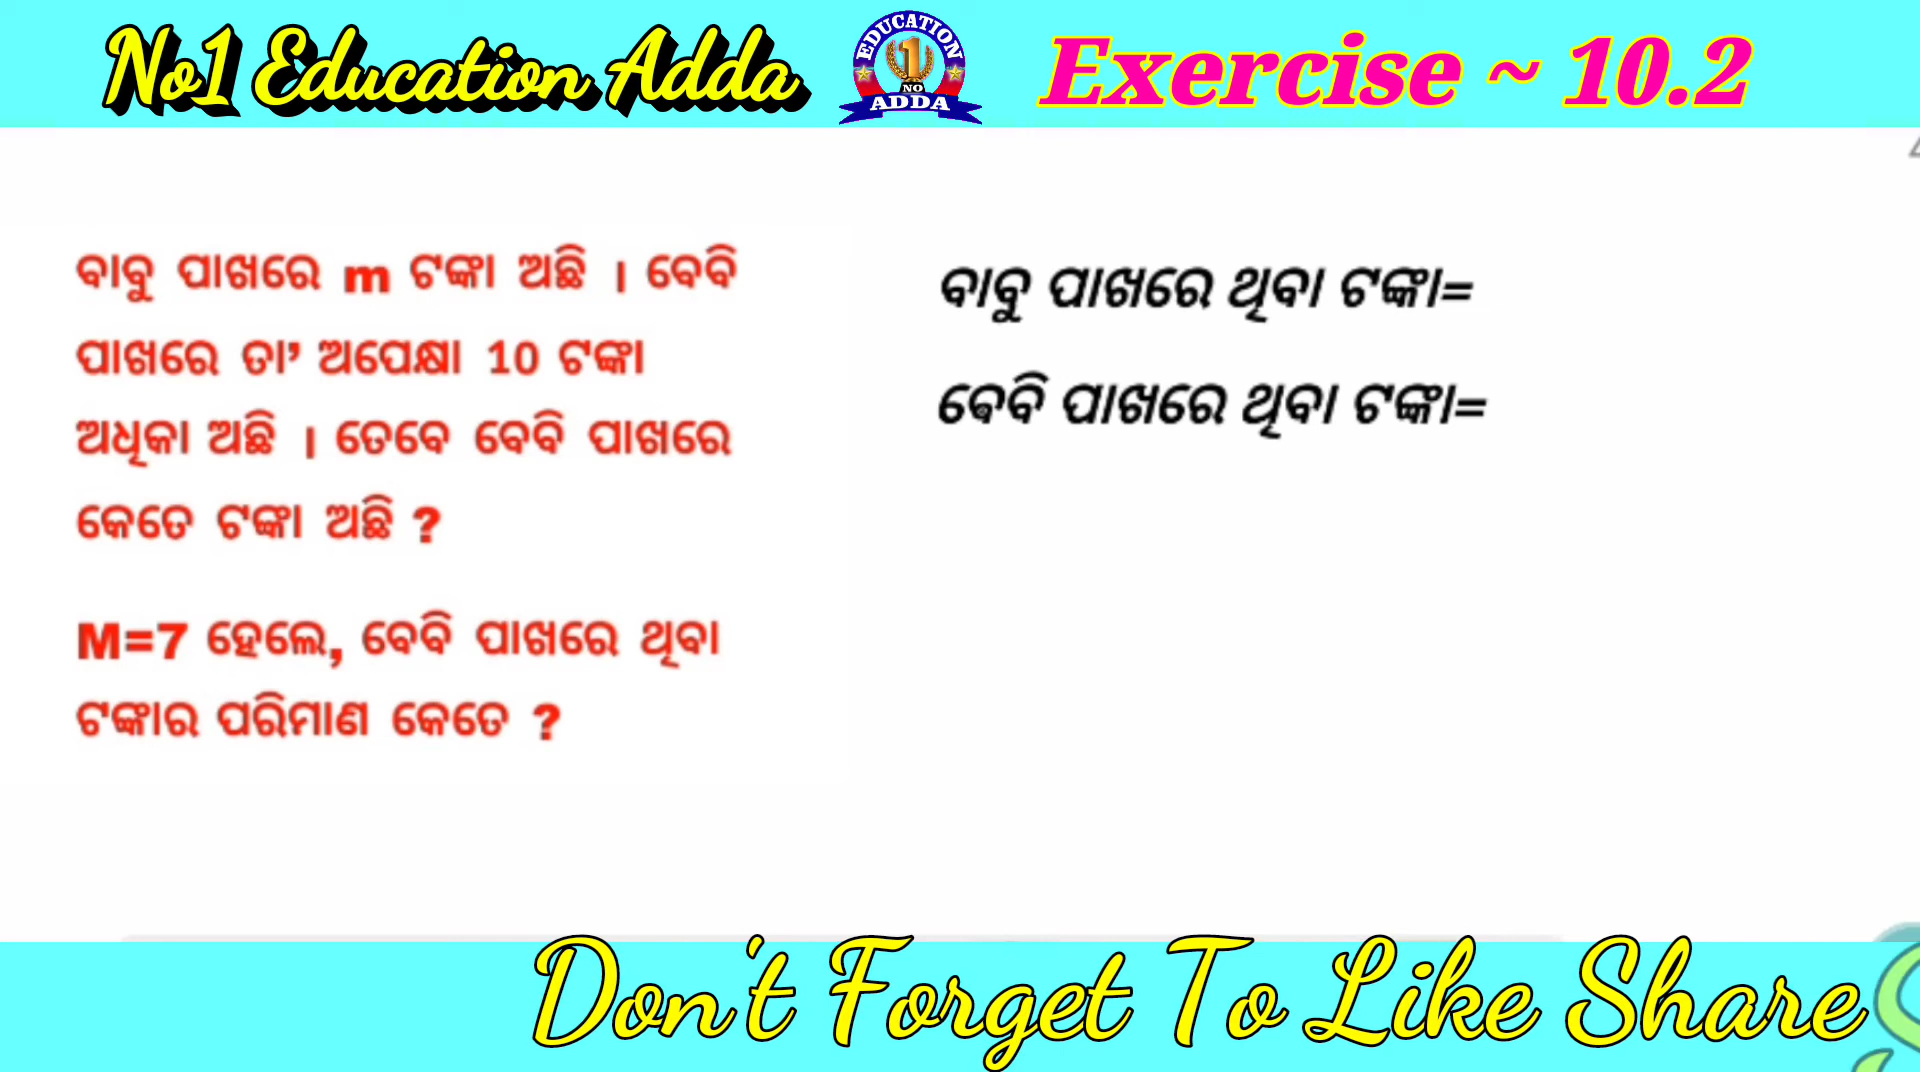 No1 Education Adda
EDUCATION
1
NO
ADDA
Exercise ~ 10.2
ବାବୁ ପାଖରେ m ଟଙ୍କା ଅଛି । ବେବି
ପାଖରେ ତା’ ଅପେକ୍ଷା 10 ଟଙ୍କା
ଅଧିକା ଅଛି । ତେବେ ବେବି ପାଖରେ
କେତେ ଟଙ୍କା ଅଛି ?
M=7 ହେଲେ, ବେବି ପାଖରେ ଥିବା
ଟଙ୍କାର ପରିମାଣ କେତେ ?
ବାବୁ ପାଖରେ ଥିବା ଟଙ୍କା=
ବେବି ପାଖରେ ଥିବା ଟଙ୍କା=
Don't Forget To Like Share